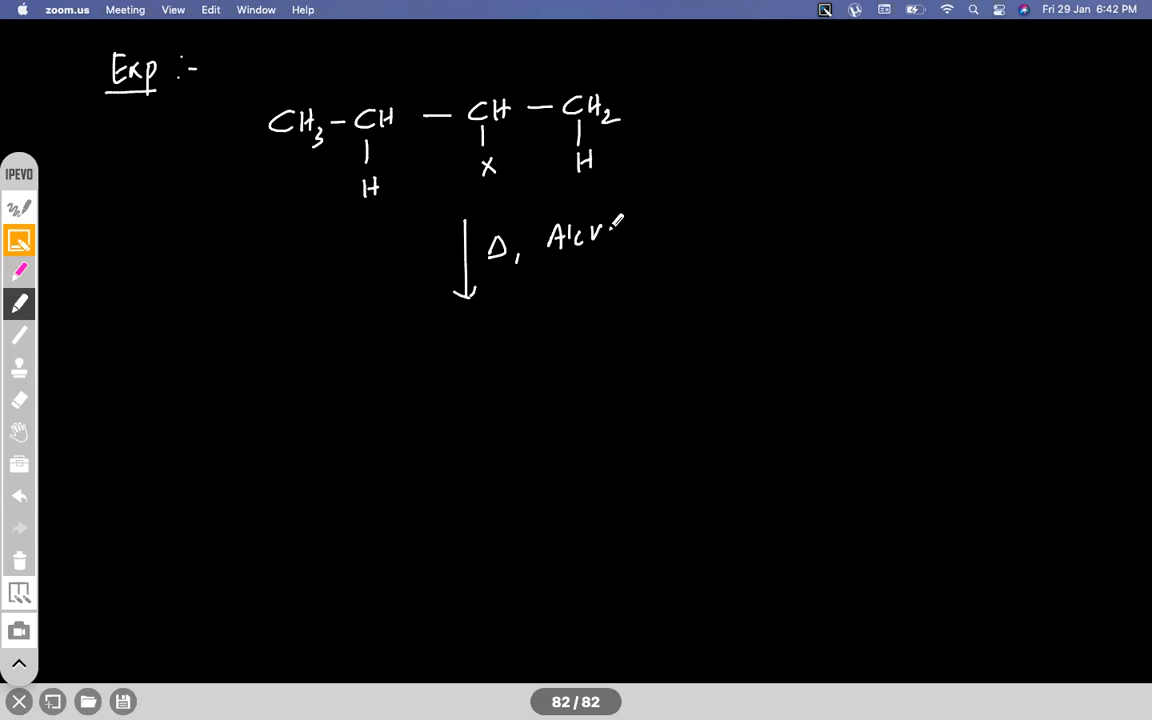 zoom.us Meeting View Edit Window Help Fri 29 Jan 6:42 PM
Exp :-
CH3 - CH — CH — CH2
H X H
Δ, Alc
IPEVO
82 / 82